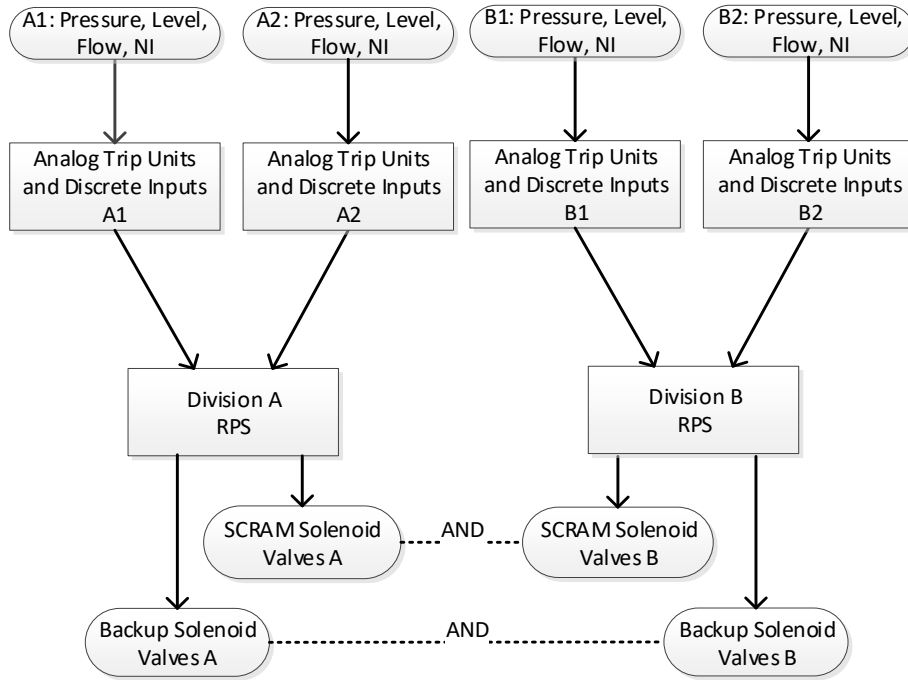 A1: Pressure, Level,
Flow, NI
A2: Pressure, Level,
Flow, NI
B1: Pressure, Level,
Flow, NI
B2: Pressure, Level,
Flow, NI
Analog Trip Units
and Discrete Inputs
A1
Analog Trip Units
and Discrete Inputs
A2
Analog Trip Units
and Discrete Inputs
B1
Analog Trip Units
and Discrete Inputs
B2
Division A
RPS
Division B
RPS
SCRAM Solenoid
Valves A
AND
SCRAM Solenoid
Valves B
Backup Solenoid
Valves A
AND
Backup Solenoid
Valves B